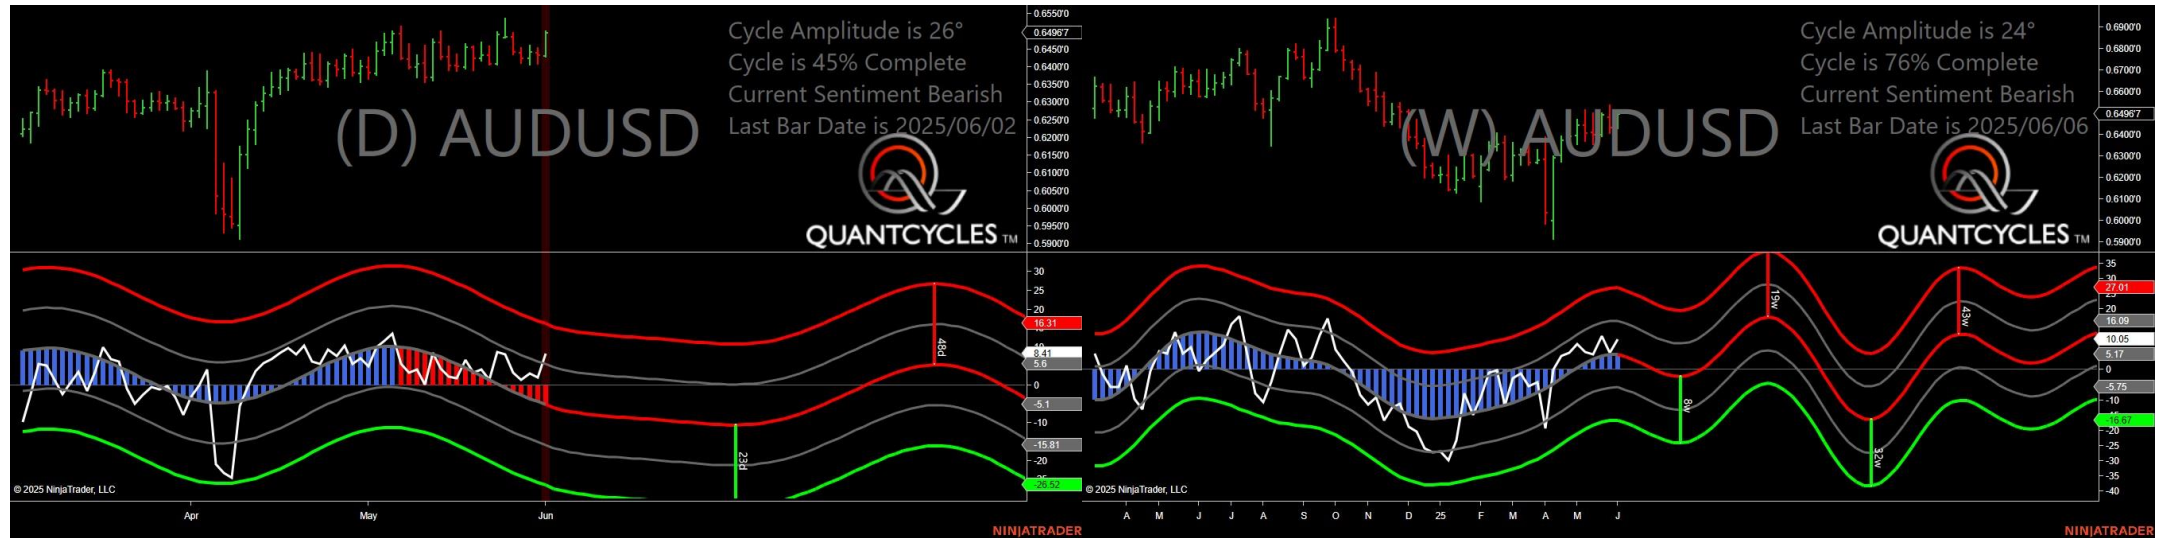 Cycle Amplitude is 26°
Cycle is 45% Complete
Current Sentiment Bearish
Last Bar Date is 2025/06/02
(D) AUDUSD
QUANTCYCLES TM
0.6550'0
0.6496'7
0.6445'0
0.6400'0
0.6355'0
0.6300'0
0.6250'0
0.6200'0
0.6150'0
0.6105'0
0.6050'0
0.6000'0
0.5950'0
0.5900'0
30
25
20
16.31
8.41
5.6
0
-5.1
-10
-15.81
-20
-26.52
48d
23d
© 2025 NinjaTrader, LLC
Apr May Jun
NINJATRADER
Cycle Amplitude is 24°
Cycle is 76% Complete
Current Sentiment Bearish
Last Bar Date is 2025/06/06
(W) AUDUSD
QUANTCYCLES TM
0.6900'0
0.6800'0
0.6700'0
0.6600'0
0.6496'7
0.6400'0
0.6300'0
0.6200'0
0.6100'0
0.6000'0
0.5900'0
35
30
27.01
25
20
16.09
10.05
5.17
0
-5.75
-10
-16.67
-20
-25
-30
-35
-40
19w
43w
8w
32w
© 2025 NinjaTrader, LLC
A M J J A S O N D 25 F M A M J
NINJATRADER